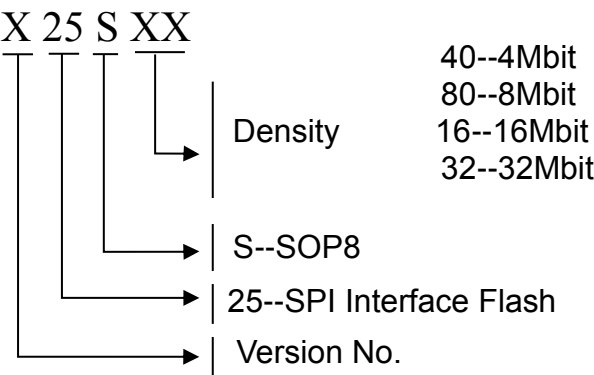 X 25 S XX
40--4Mbit
80--8Mbit
Density 16--16Mbit
32--32Mbit
S--SOP8
25--SPI Interface Flash
Version No.